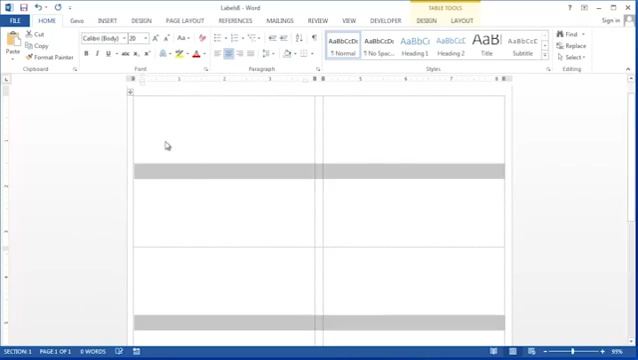 Labels8 - Word
TABLE TOOLS
Sign in
FILE HOME Gevo INSERT DESIGN PAGE LAYOUT REFERENCES MAILINGS REVIEW VIEW DEVELOPER DESIGN LAYOUT
Cut
Copy
Format Painter
Paste
Calibri (Body) 20
AaBbCcDc AaBbCcDc AaBbC AaBbCc AaB AaBbCcD
¶ Normal ¶ No Spac... Heading 1 Heading 2 Title Subtitle
Find
Replace
Select
Clipboard Font Paragraph Styles Editing
SECTION: 1 PAGE 1 OF 1 0 WORDS